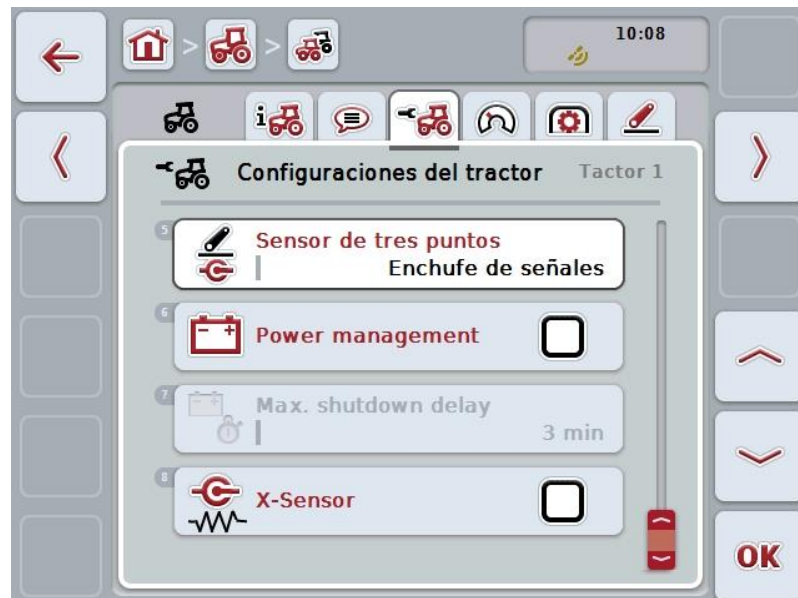 10:08
Configuraciones del tractor Tactor 1
5
Sensor de tres puntos
Enchufe de señales
6
Power management
7
Max. shutdown delay
3 min
8
X-Sensor
OK